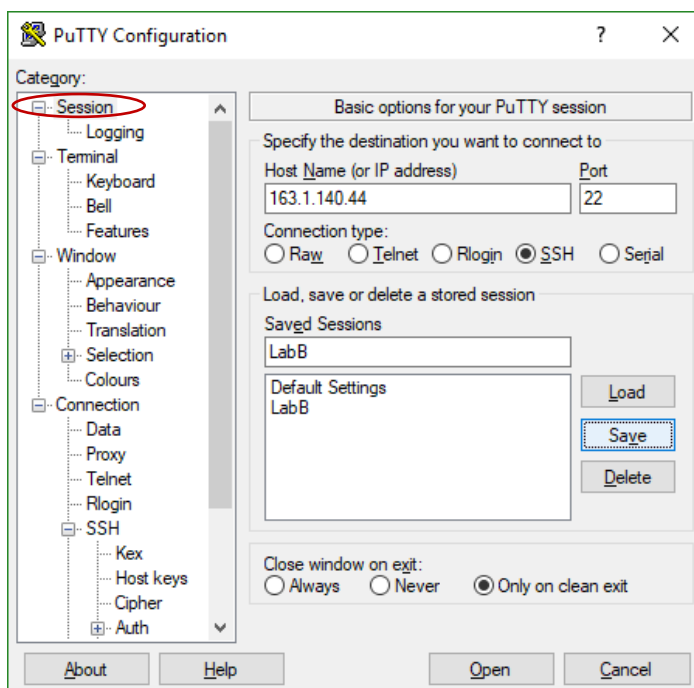 PuTTY Configuration
?
Category:
Session
Logging
Terminal
Keyboard
Bell
Features
Window
Appearance
Behaviour
Translation
Selection
Colours
Connection
Data
Proxy
Telnet
Rlogin
SSH
Kex
Host keys
Cipher
Auth
Basic options for your PuTTY session
Specify the destination you want to connect to
Host Name (or IP address) Port
163.1.140.44 22
Connection type:
Raw Telnet Rlogin SSH Serial
Load, save or delete a stored session
Saved Sessions
LabB
Default Settings
LabB
Load
Save
Delete
Close window on exit:
Always Never Only on clean exit
About Help Open Cancel